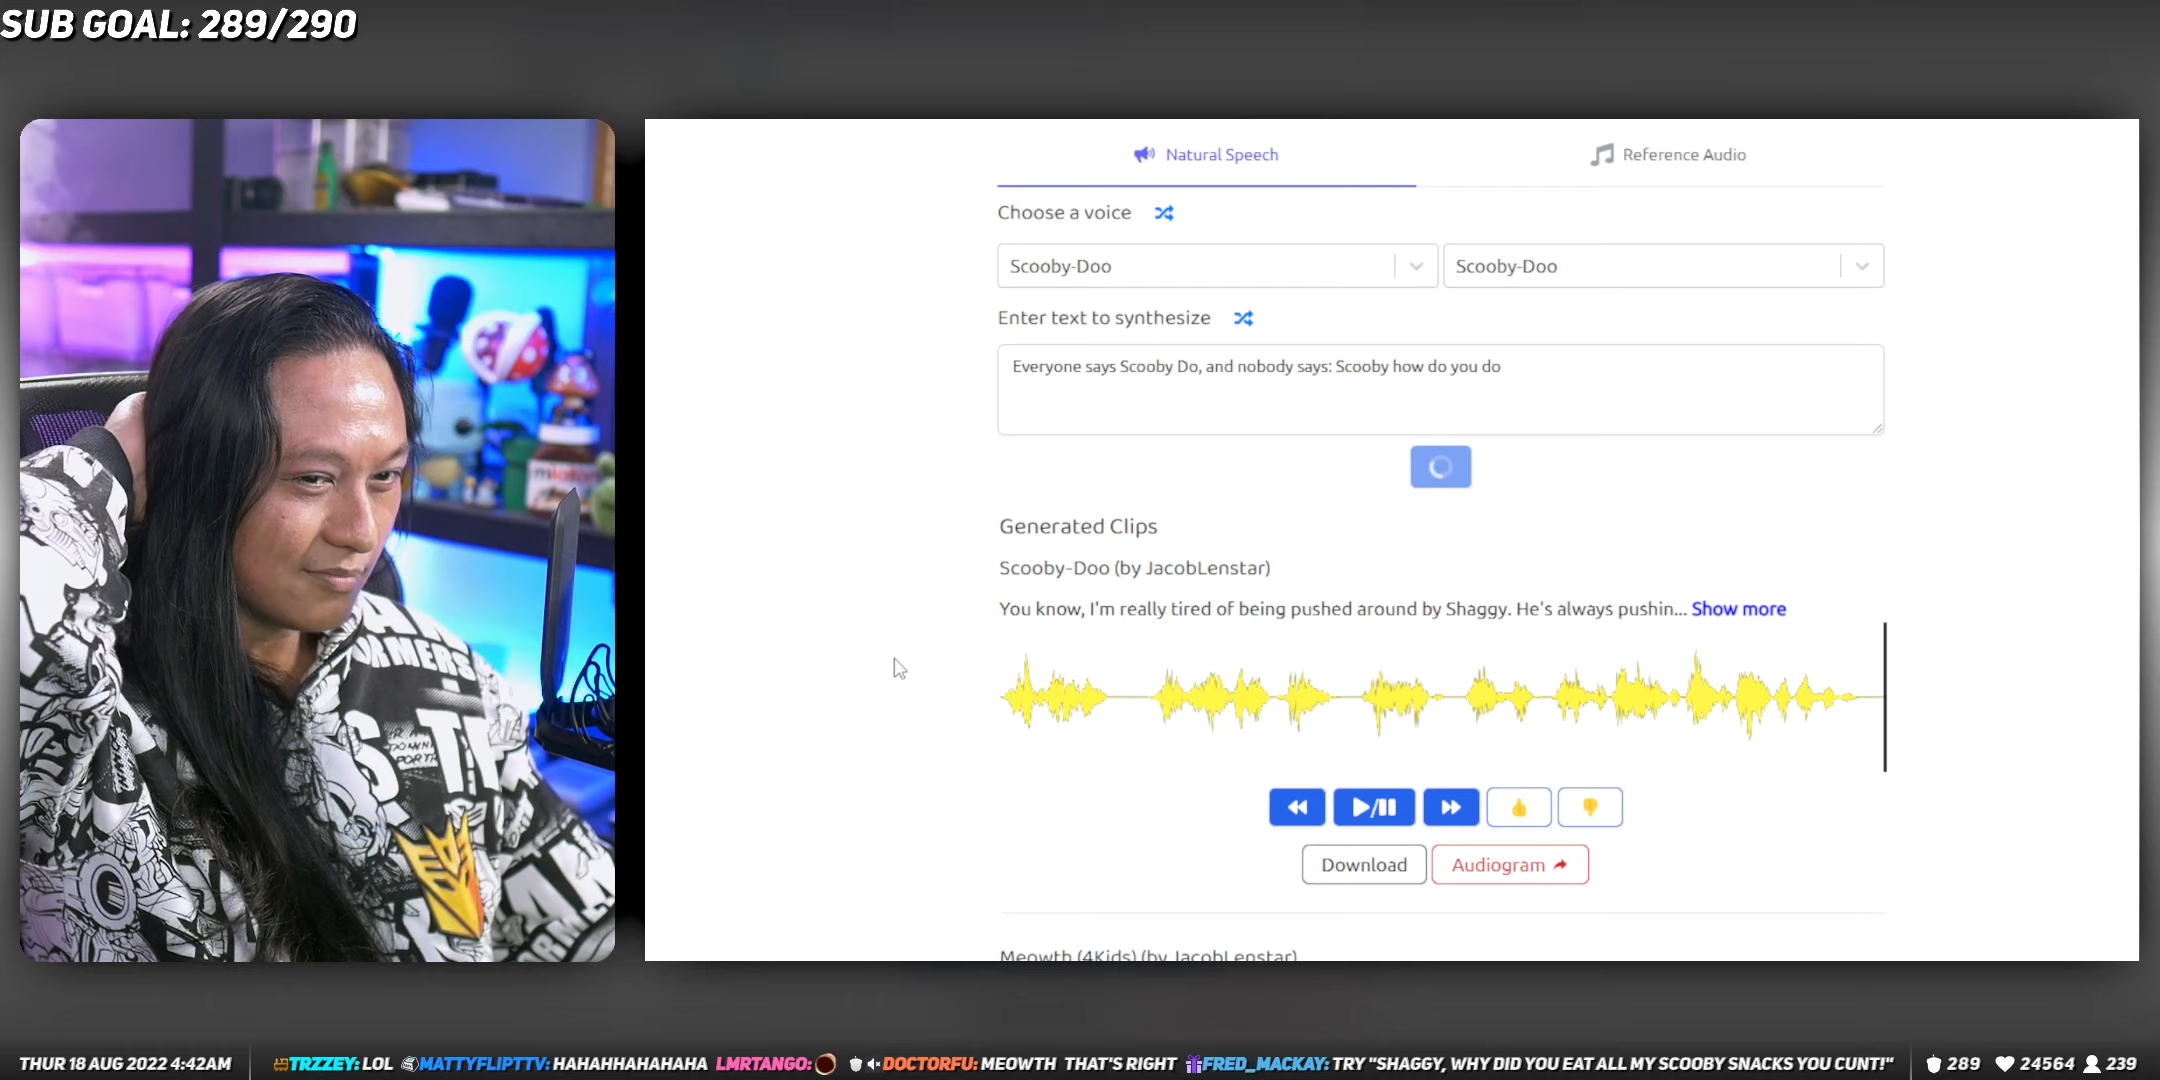 SUB GOAL: 289/290
Natural Speech
Reference Audio
Choose a voice
Scooby-Doo
Scooby-Doo
Enter text to synthesize
Everyone says Scooby Do, and nobody says: Scooby how do you do
Generated Clips
Scooby-Doo (by JacobLenstar)
You know, I'm really tired of being pushed around by Shaggy. He's always pushin... Show more
Download
Audiogram
Meowth (4Kids) (by JacobLenstar)
THUR 18 AUG 2022 4:42AM
TRZZEY: LOL MATTYFLIPTTV: HAHAHHAHAHAHA LMRTANGO: DOCTORFU: MEOWTH THAT'S RIGHT FRED_MACKAY: TRY "SHAGGY, WHY DID YOU EAT ALL MY SCOOBY SNACKS YOU CUNT!"
289 24564 239